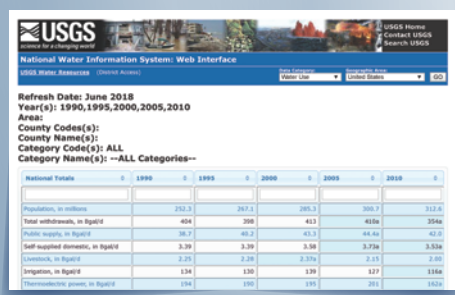 USGS
science for a changing world
USGS Home
Contact USGS
Search USGS
National Water Information System: Web Interface
USGS Water Resources (District Access)
Data Category: Geographic Area:
Water Use United States GO
Refresh Date: June 2018
Year(s): 1990,1995,2000,2005,2010
Area:
County Codes(s):
County Name(s):
Category Code(s): ALL
Category Name(s): --ALL Categories--
National Totals 1990 1995 2000 2005 2010
Population, in millions 252.3 267.1 285.3 300.7 312.6
Total withdrawals, in Bgal/d 404 398 413 410a 354a
Public supply, in Bgal/d 38.7 40.2 43.3 44.4a 42.0
Self-supplied domestic, in Bgal/d 3.39 3.39 3.58 3.73a 3.53a
Livestock, in Bgal/d 2.25 2.28 2.37a 2.15 2.00
Irrigation, in Bgal/d 134 130 139 127 116a
Thermoelectric power, in Bgal/d 194 190 195 201 162a